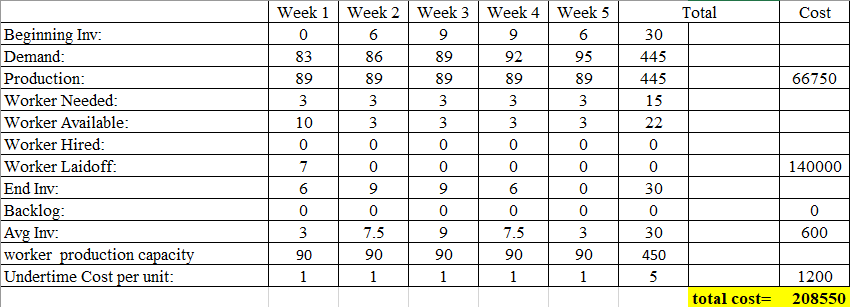 Week 1 Week 2 Week 3 Week 4 Week 5 Total Cost
Beginning Inv: 0 6 9 9 6 30
Demand: 83 86 89 92 95 445
Production: 89 89 89 89 89 445 66750
Worker Needed: 3 3 3 3 3 15
Worker Available: 10 3 3 3 3 22
Worker Hired: 0 0 0 0 0 0
Worker Laidoff: 7 0 0 0 0 0 140000
End Inv: 6 9 9 6 0 30
Backlog: 0 0 0 0 0 0 0
Avg Inv: 3 7.5 9 7.5 3 30 600
worker production capacity 90 90 90 90 90 450
Undertime Cost per unit: 1 1 1 1 1 5 1200
total cost= 208550